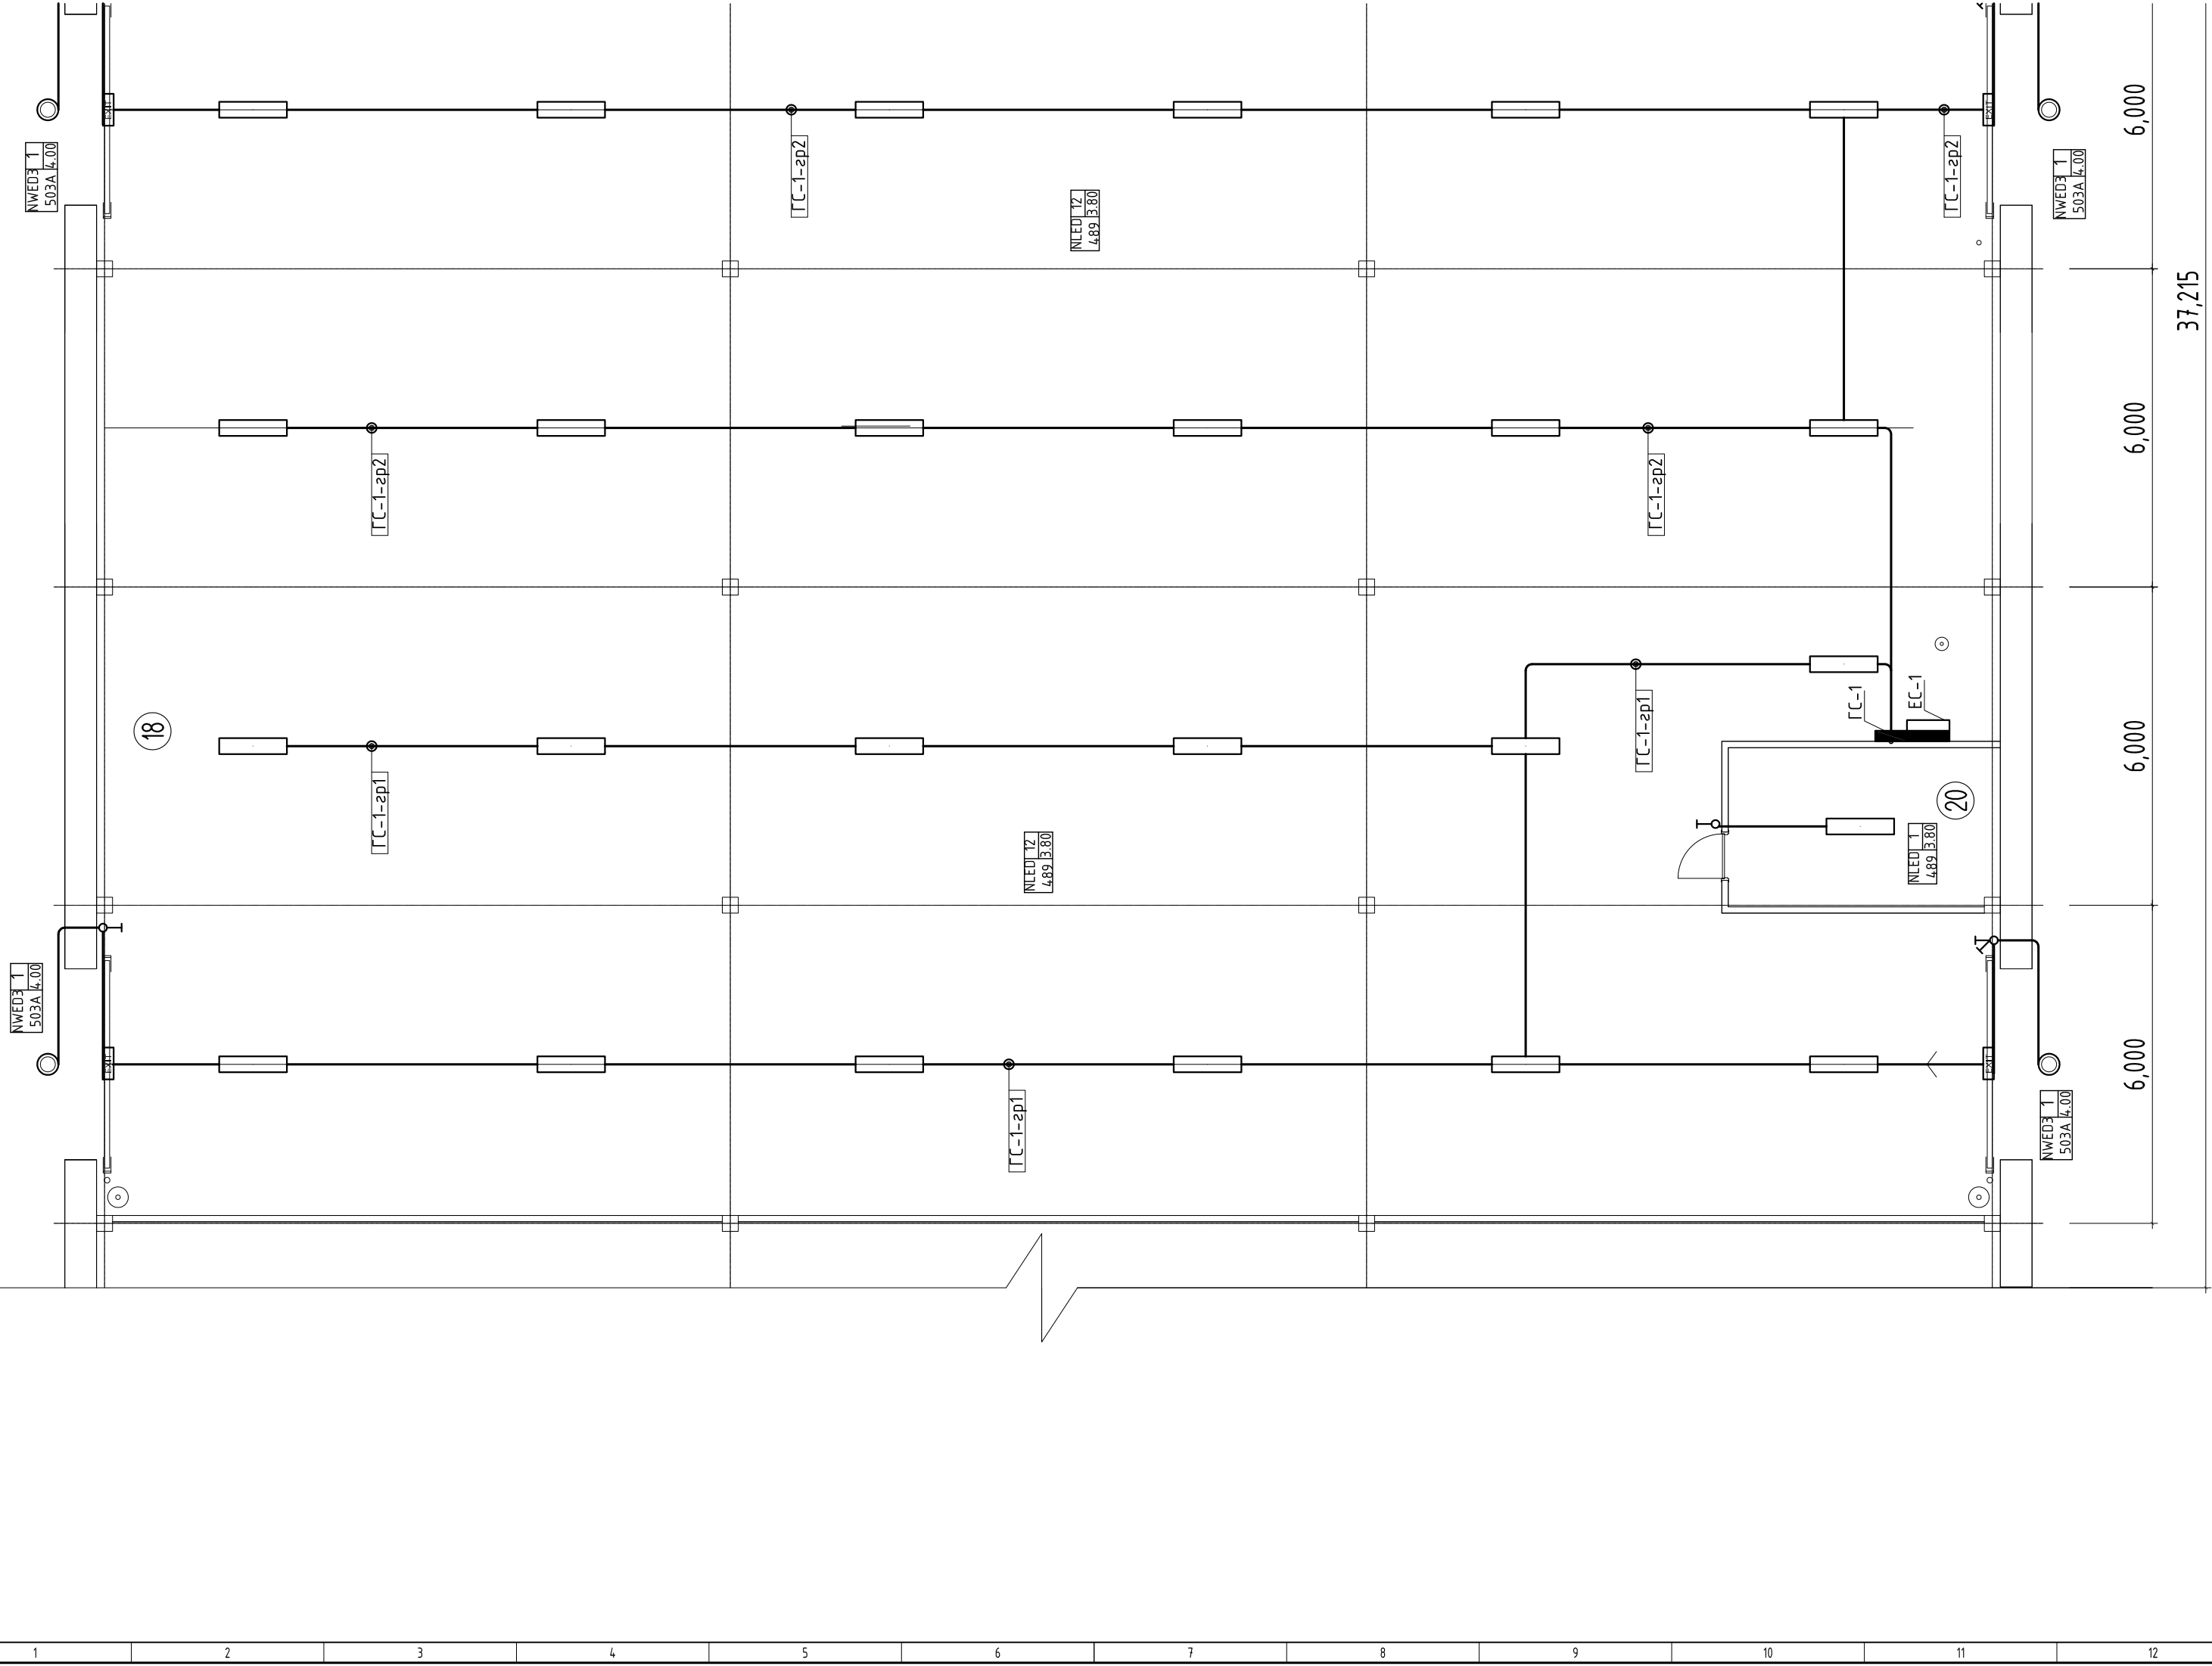 EXIT
EXIT
6,000
NWED3 1
503A 4.00
ГС-1-гр2
ГС-1-гр2
NWED3 1
503A 4.00
NLED 12
489 3.80
37,215
6,000
ГС-1-гр2
ГС-1-гр2
18
ГС-1-гр1
ГС-1
ЕС-1
6,000
ГС-1-гр1
20
NLED 12
489 3.80
NLED 1
489 3.80
NWED3 1
503A 4.00
EXIT
EXIT
6,000
ГС-1-гр1
NWED3 1
503A 4.00
1 2 3 4 5 6 7 8 9 10 11 12